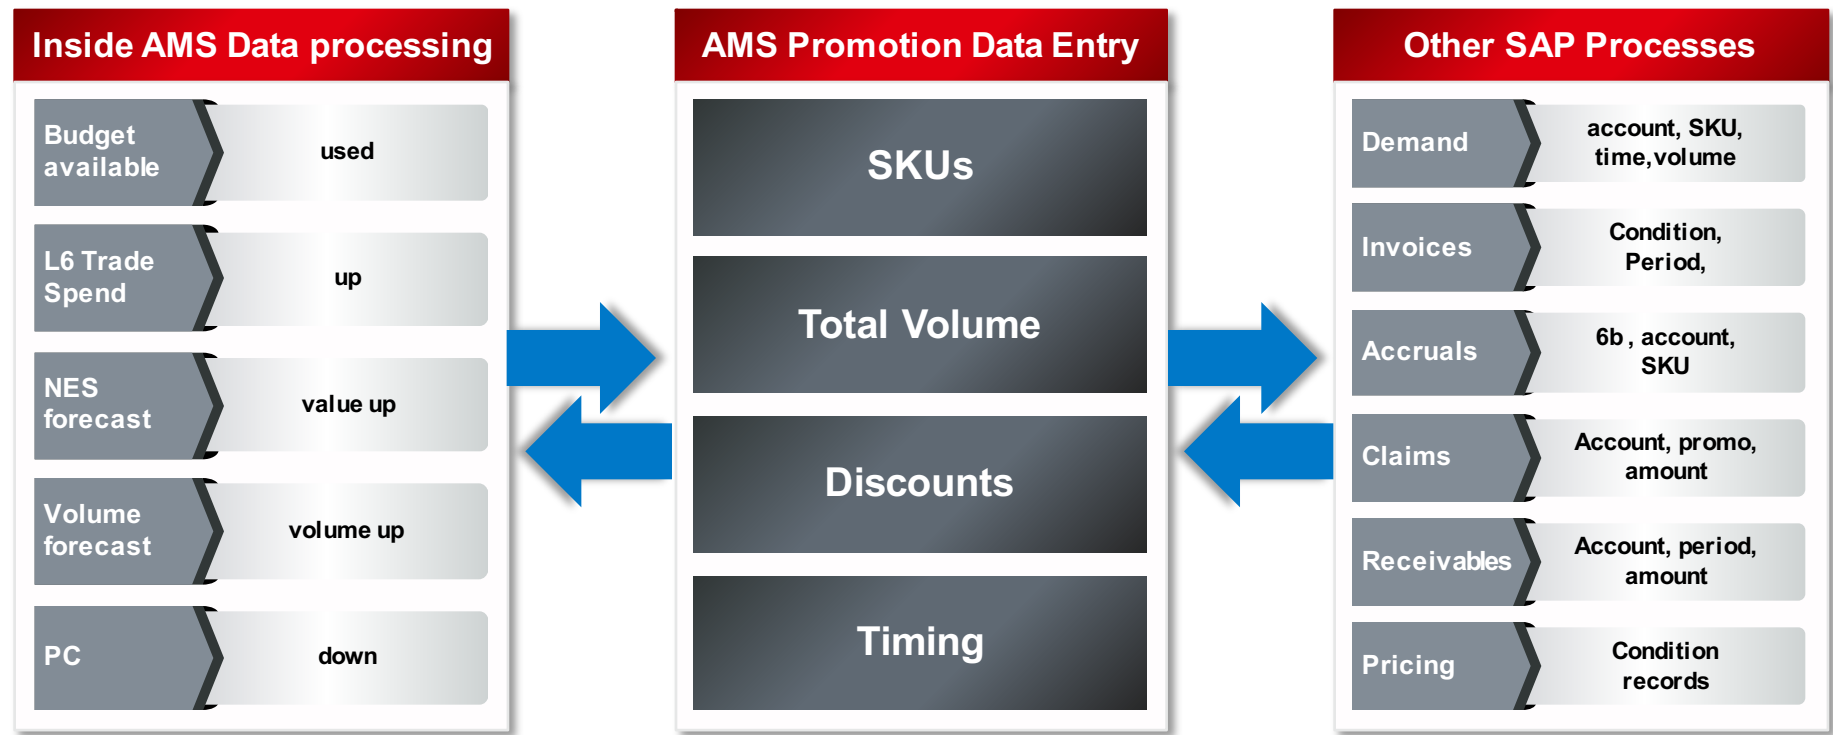 Inside AMS Data processing
Budget
available
used
L6 Trade
Spend
up
NES
forecast
value up
Volume
forecast
volume up
PC
down
AMS Promotion Data Entry
SKUs
Total Volume
Discounts
Timing
Other SAP Processes
Demand
account, SKU,
time,volume
Invoices
Condition,
Period,
Accruals
6b , account,
SKU
Claims
Account, promo,
amount
Receivables
Account, period,
amount
Pricing
Condition
records